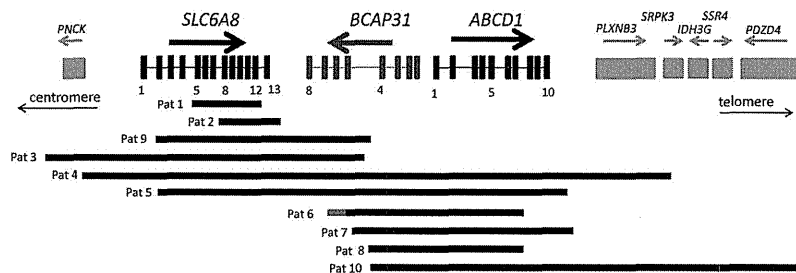 PNCK SLC6A8 BCAP31 ABCD1 PLXNB3 SRPK3 IDH3G SSR4 PDZD4
1 5 8 12 13 8 4 1 5 10
centromere telomere
Pat 1
Pat 2
Pat 9
Pat 3
Pat 4
Pat 5
Pat 6
Pat 7
Pat 8
Pat 10